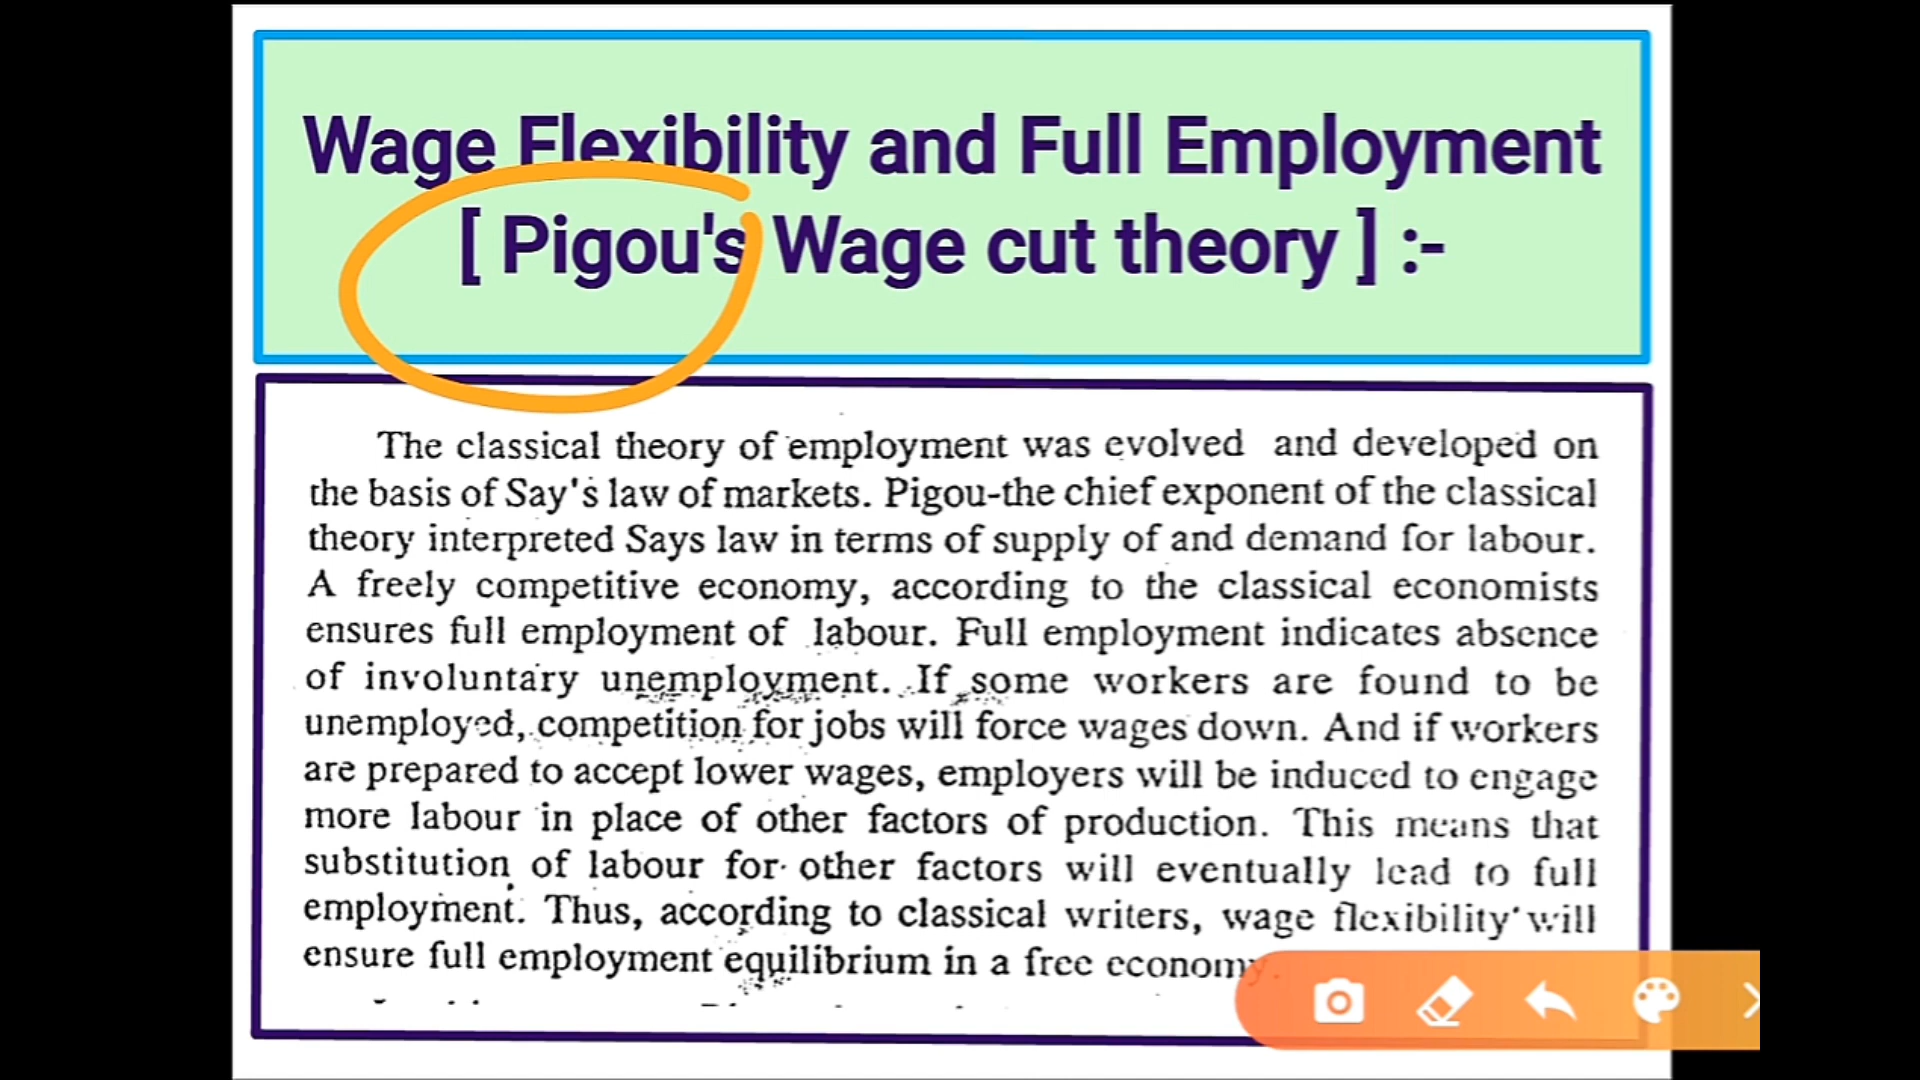 Wage Flexibility and Full Employment
[ Pigou's Wage cut theory ] :-
The classical theory of employment was evolved and developed on
the basis of Say's law of markets. Pigou-the chief exponent of the classical
theory interpreted Says law in terms of supply of and demand for labour.
A freely competitive economy, according to the classical economists
ensures full employment of labour. Full employment indicates absence
of involuntary unemployment. If some workers are found to be
unemployed, competition for jobs will force wages down. And if workers
are prepared to accept lower wages, employers will be induced to engage
more labour in place of other factors of production. This means that
substitution of labour for other factors will eventually lead to full
employment. Thus, according to classical writers, wage flexibility will
ensure full employment equilibrium in a free economy.